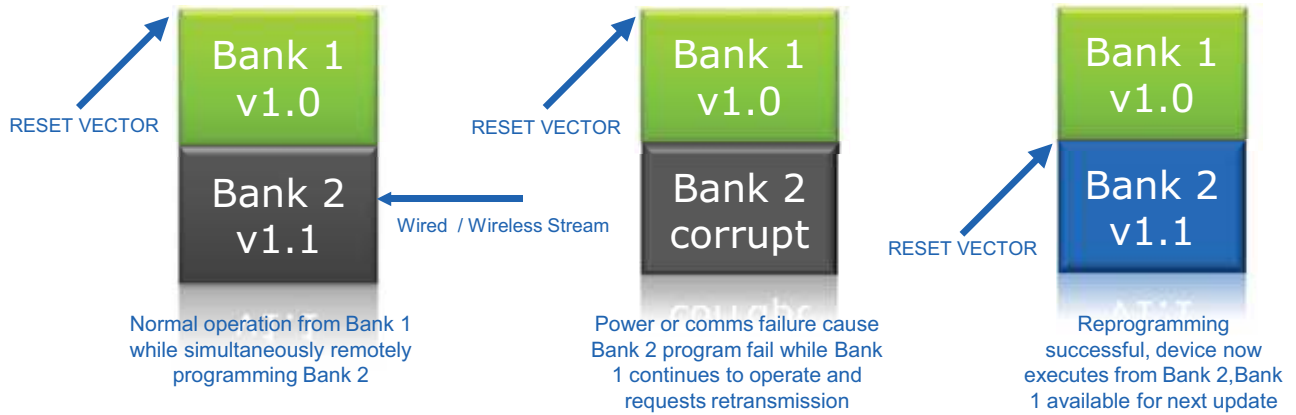 Bank 1
v1.0
RESET VECTOR
Bank 2
v1.1
Wired / Wireless Stream
Normal operation from Bank 1
while simultaneously remotely
programming Bank 2
Bank 1
v1.0
RESET VECTOR
Bank 2
corrupt
Power or comms failure cause
Bank 2 program fail while Bank
1 continues to operate and
requests retransmission
Bank 1
v1.0
Bank 2
v1.1
RESET VECTOR
Reprogramming
successful, device now
executes from Bank 2,Bank
1 available for next update